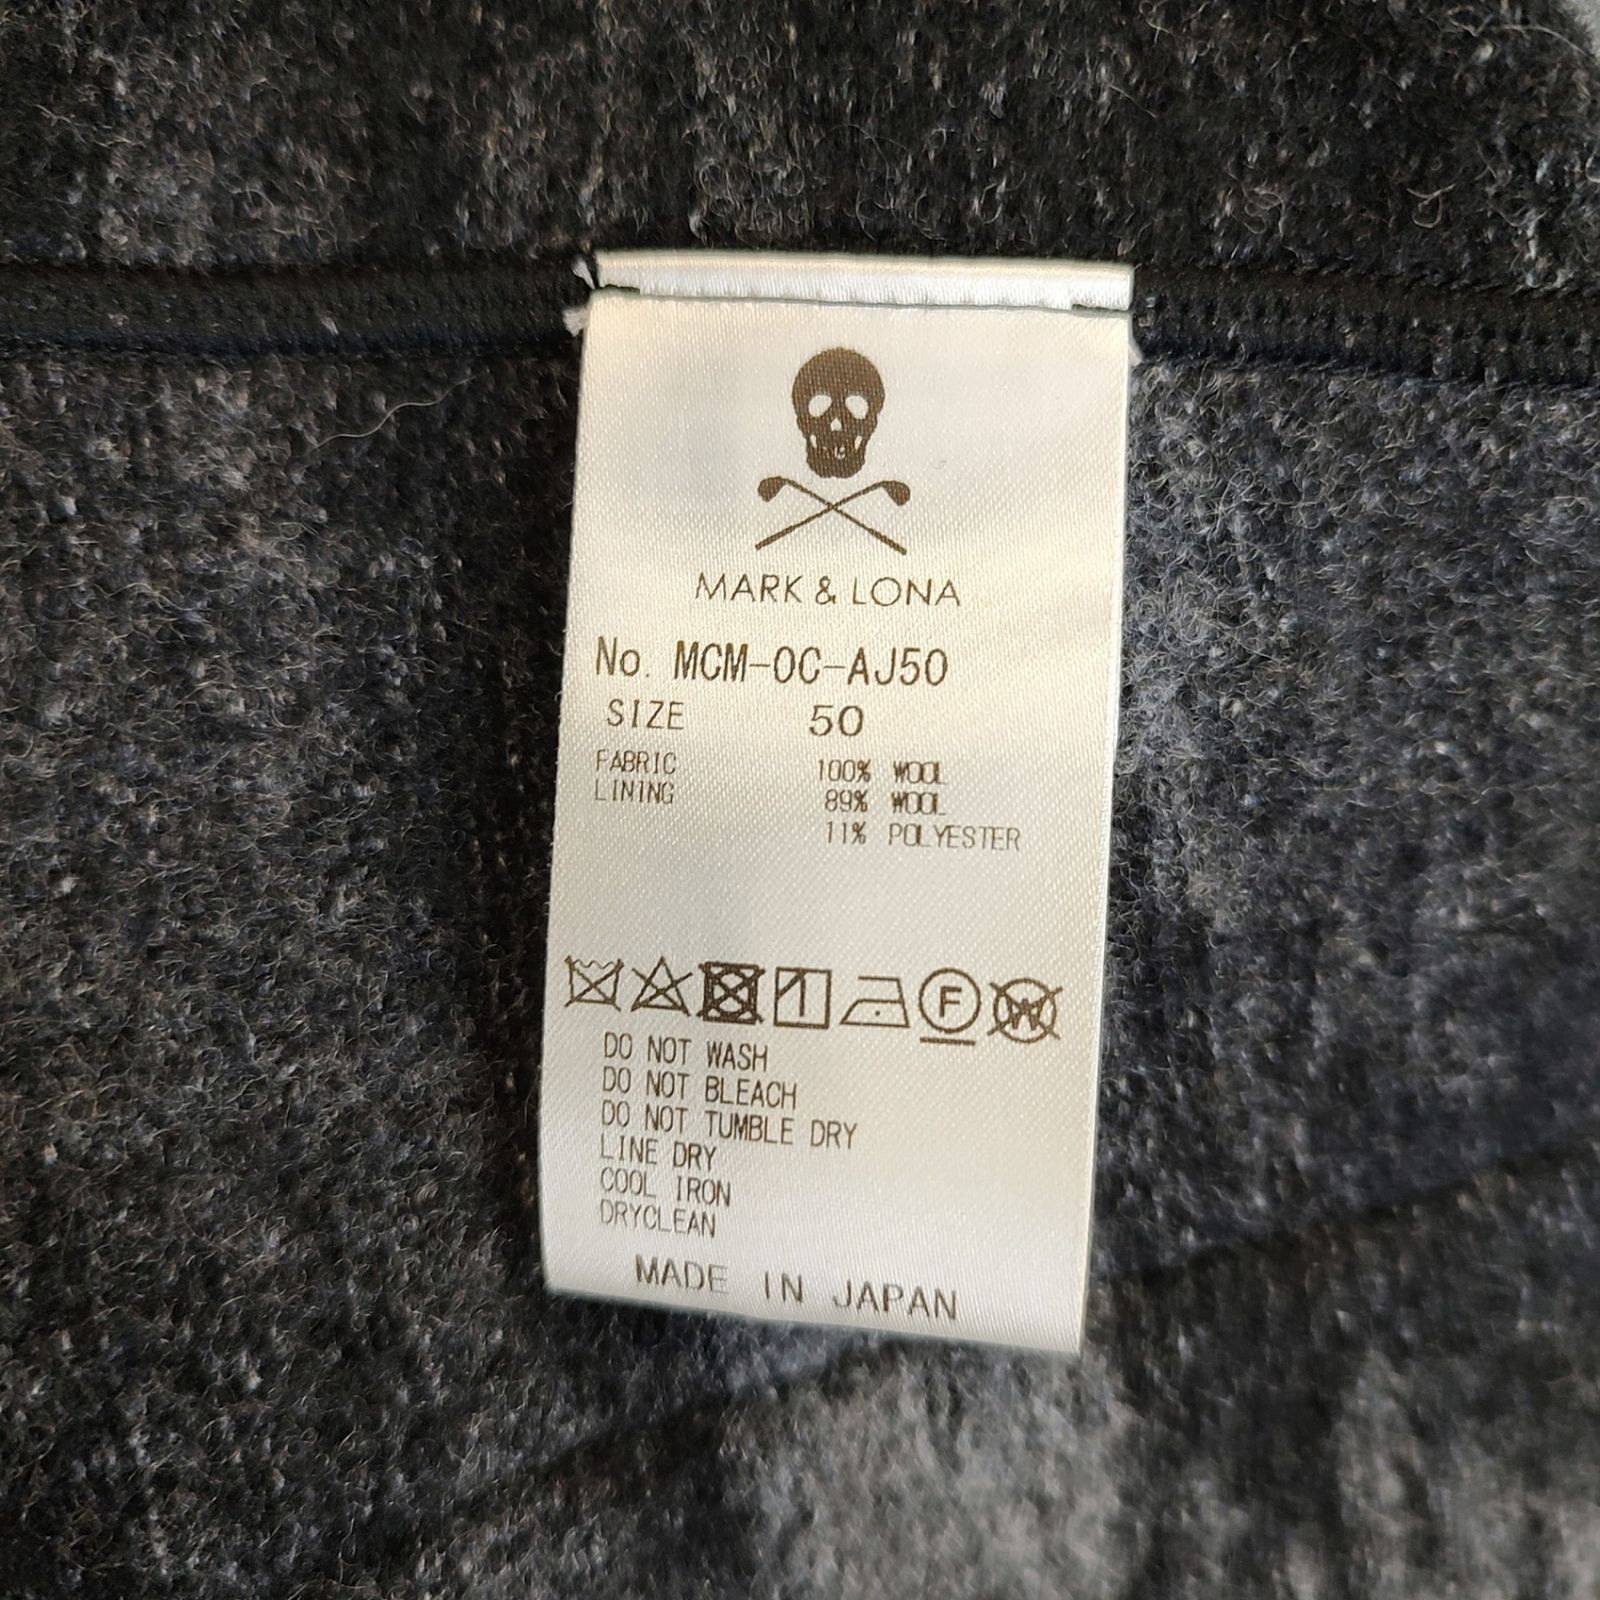 MARK & LONA
No. MCM-OC-AJ50
SIZE 50
FABRIC 100% WOOL
LINING 89% WOOL
11% POLYESTER
1 F W
DO NOT WASH
DO NOT BLEACH
DO NOT TUMBLE DRY
LINE DRY
COOL IRON
DRYCLEAN
MADE IN JAPAN